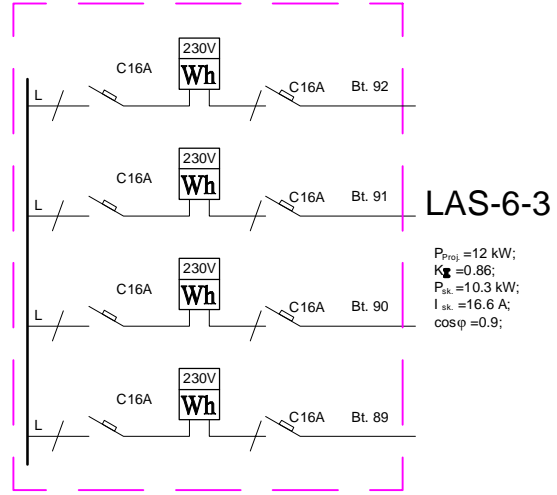 230V
C16A
Wh
C16A
Bt. 92
L
230V
C16A
Wh
C16A
Bt. 91
L
LAS-6-3
P Proj. =12 kW;
K =0.86;
P sk. =10.3 kW;
I sk. =16.6 A;
cosφ =0.9;
230V
C16A
Wh
C16A
Bt. 90
L
230V
C16A
Wh
C16A
Bt. 89
L